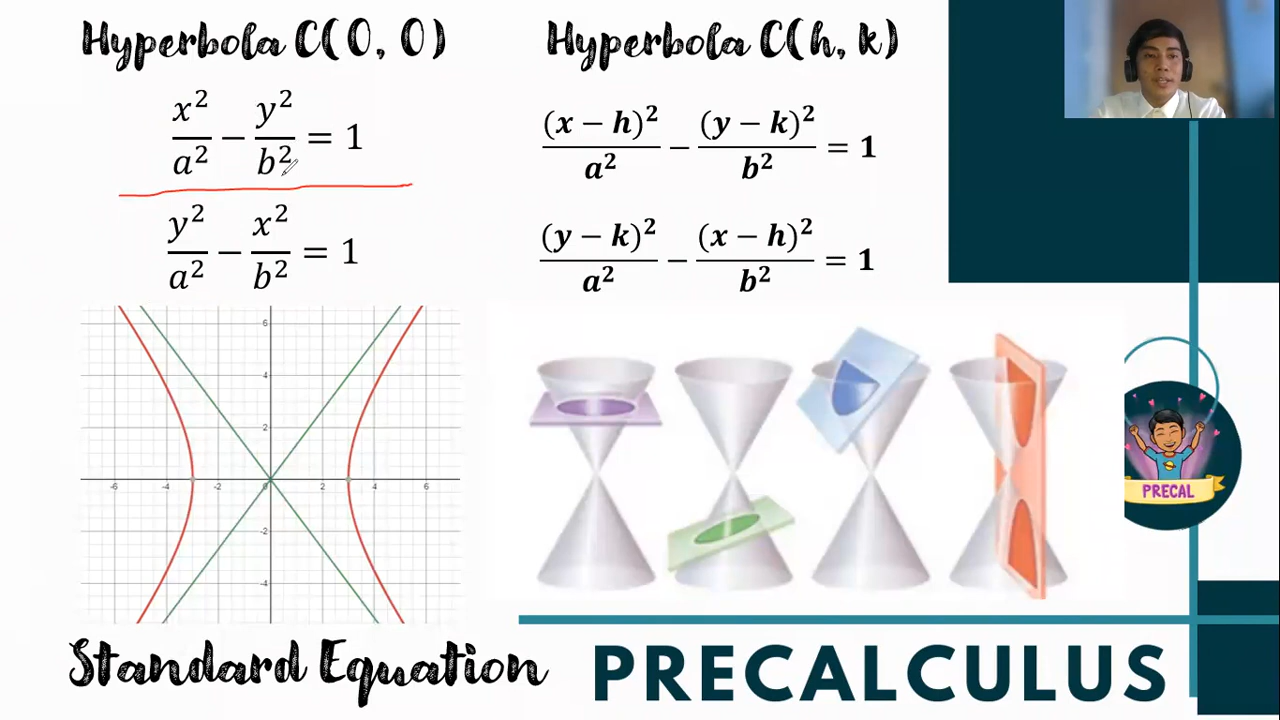 Hyperbola C(0, 0)
x²/a² − y²/b² = 1
y²/a² − x²/b² = 1
Hyperbola C(h, k)
(x − h)²/a² − (y − k)²/b² = 1
(y − k)²/a² − (x − h)²/b² = 1
6
4
2
-6 -4 -2 0 2 4 6
-2
-4
PRECAL
Standard Equation
PRECALCULUS